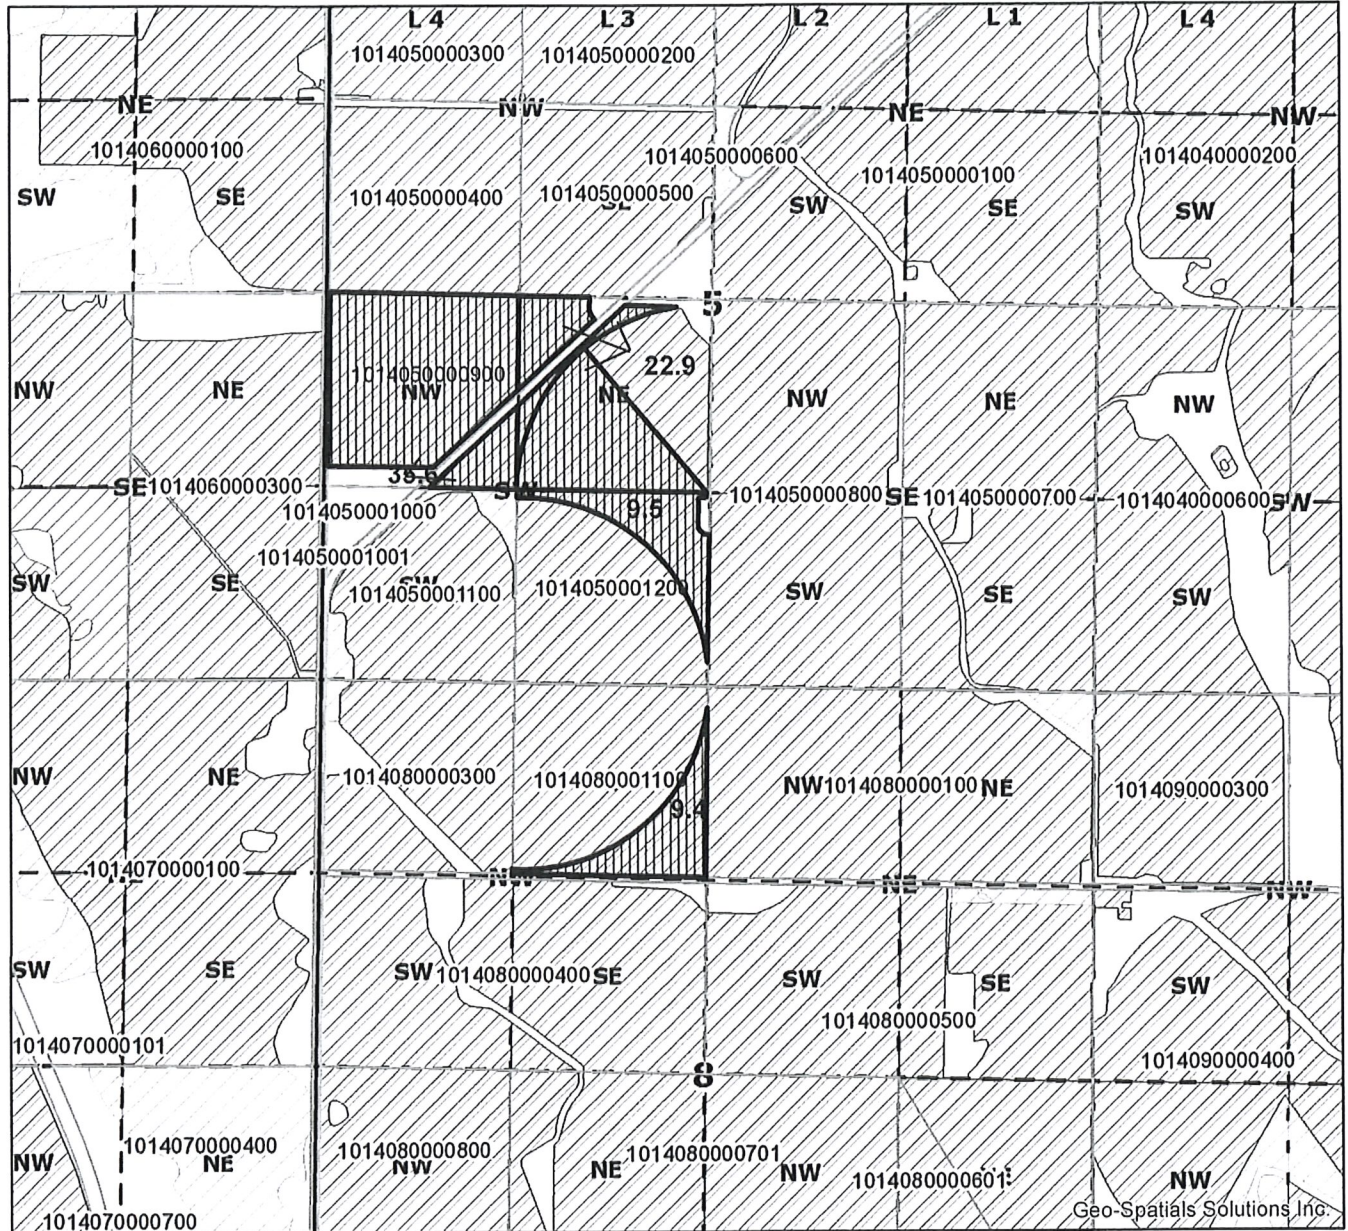 L 4 L 3 L 2 L 1 L 4
1014050000300 1014050000200
NE NW NE NW
1014060000100 1014050000600 1014050000100 1014040000200
SW SE 1014050000400 1014050000500 SW SE SW
5
22.9
1014050000900
NW NE NW NE NW NE NW
SW
SE 1014060000300 1014050000800 SE 1014050000700 1014040000600 SW
1014050001000 9.5
1014050001001
SW SE SW 1014050001100 1014050001200 SW SE SW
NW NE 1014080000300 1014080001100 NW 1014080000100 NE 1014090000300
9.4
1014070000100 NW NE NW
SW SE SW 1014080000400 SE SW SE SW
1014080000500
1014070000101 1014090000400
8
1014070000400 1014080000800 1014080000701
NW NE NW NE NW 1014080000601 NW
1014070000700 Geo-Spatials Solutions Inc.